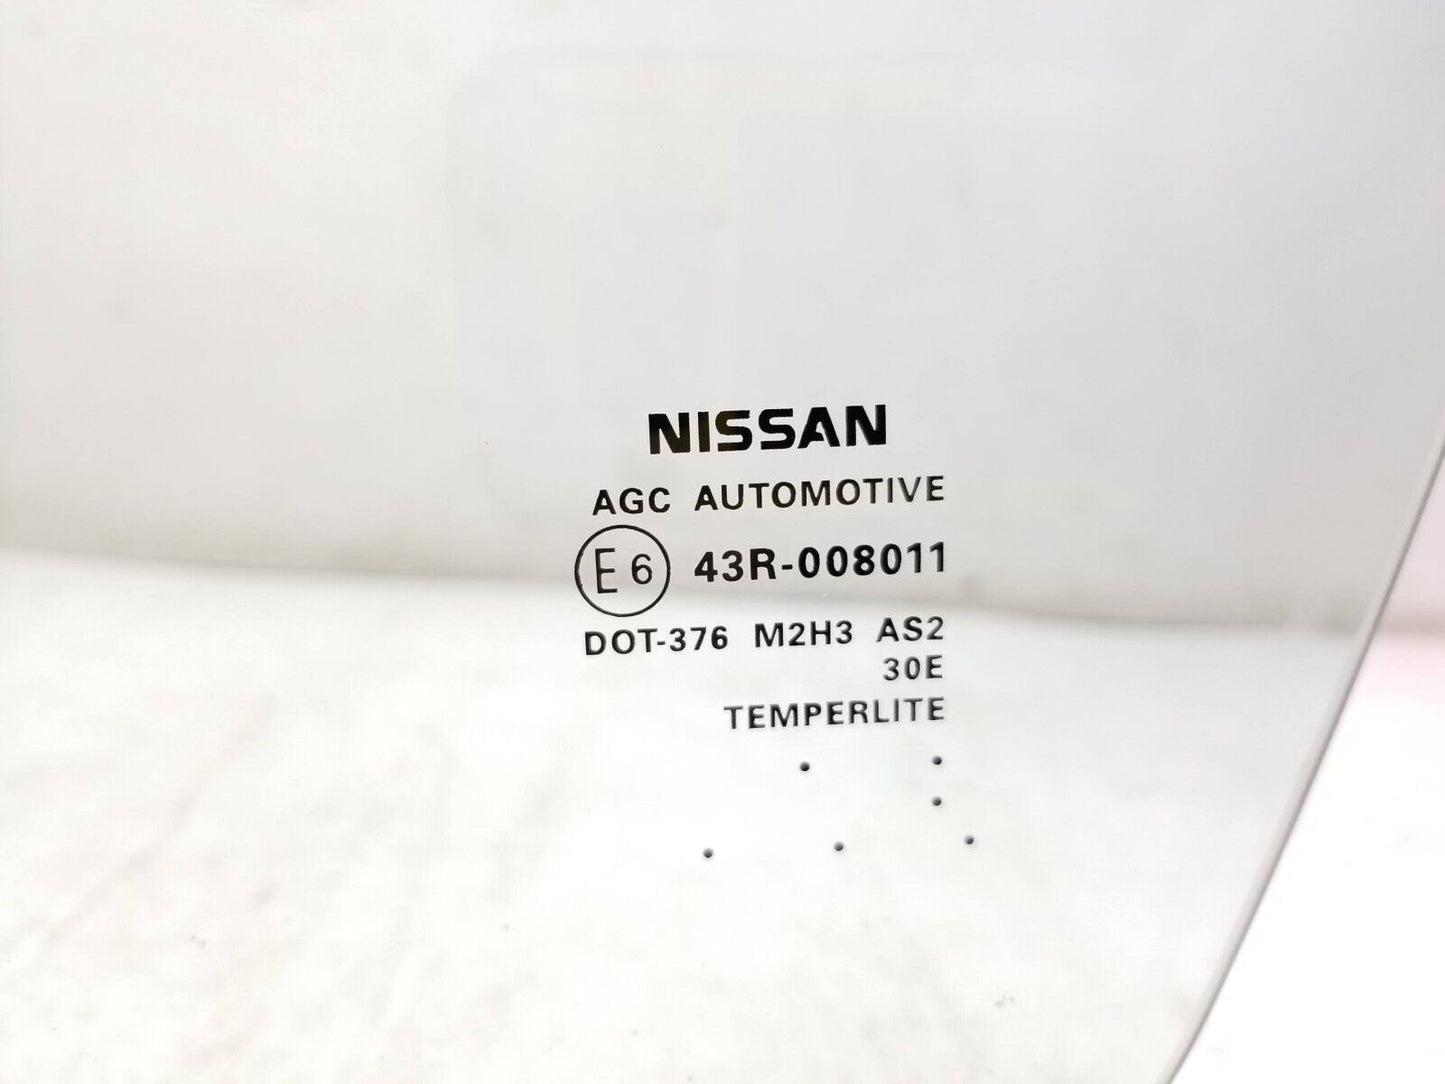 NISSAN
AGC AUTOMOTIVE
E6 43R-008011
DOT-376 M2H3 AS2
30E
TEMPERLITE